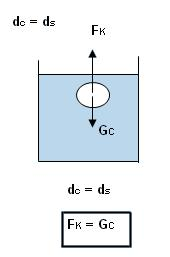 dc = ds
FK
GC
dc = ds
FK = GC